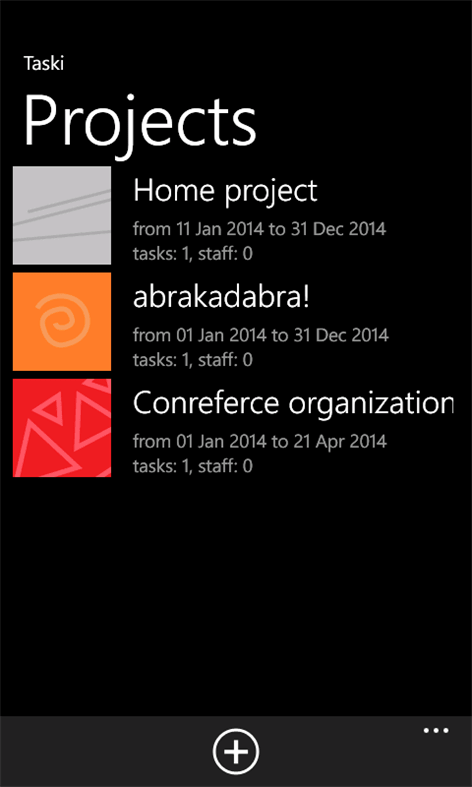 Taski
Projects
Home project
from 11 Jan 2014 to 31 Dec 2014
tasks: 1, staff: 0
abrakadabra!
from 01 Jan 2014 to 31 Dec 2014
tasks: 1, staff: 0
Conreferce organization
from 01 Jan 2014 to 21 Apr 2014
tasks: 1, staff: 0